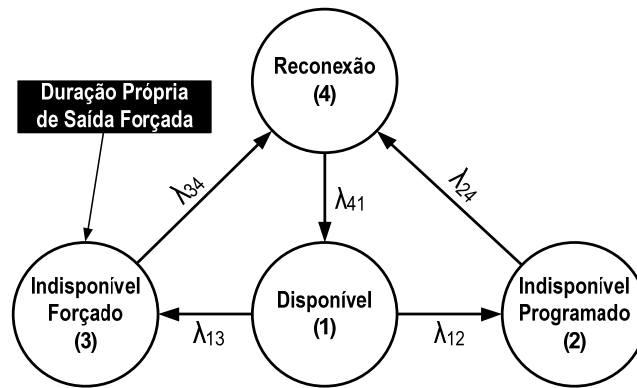 Reconexão
(4)
Duração Própria
de Saída Forçada
λ34
λ24
λ41
Indisponível
Forçado
(3)
Disponível
(1)
Indisponível
Programado
(2)
λ13
λ12